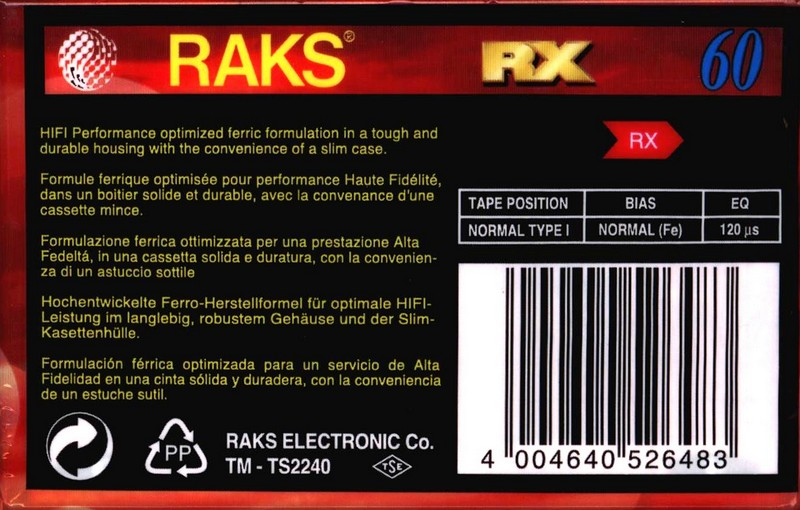 RAKS®
RX
60
HIFI Performance optimized ferric formulation in a tough and
durable housing with the convenience of a slim case.
Formule ferrique optimisée pour performance Haute Fidélité,
dans un boitier solide et durable, avec la convenance d'une
cassette mince.
Formulazione ferrica ottimizzata per una prestazione Alta
Fedeltá, in una cassetta solida e duratura, con la convenien-
za di un astuccio sottile
Hochentwickelte Ferro-Herstellformel für optimale HIFI-
Leistung im langlebig, robustem Gehäuse und der Slim-
Kasettenhülle.
Formulación férrica optimizada para un servicio de Alta
Fidelidad en una cinta sólida y duradera, con la conveniencia
de un estuche sutil.
RX
TAPE POSITION BIAS EQ
NORMAL TYPE I NORMAL (Fe) 120 µs
PP
RAKS ELECTRONIC Co.
TM - TS2240
TSE
4 004640 526483